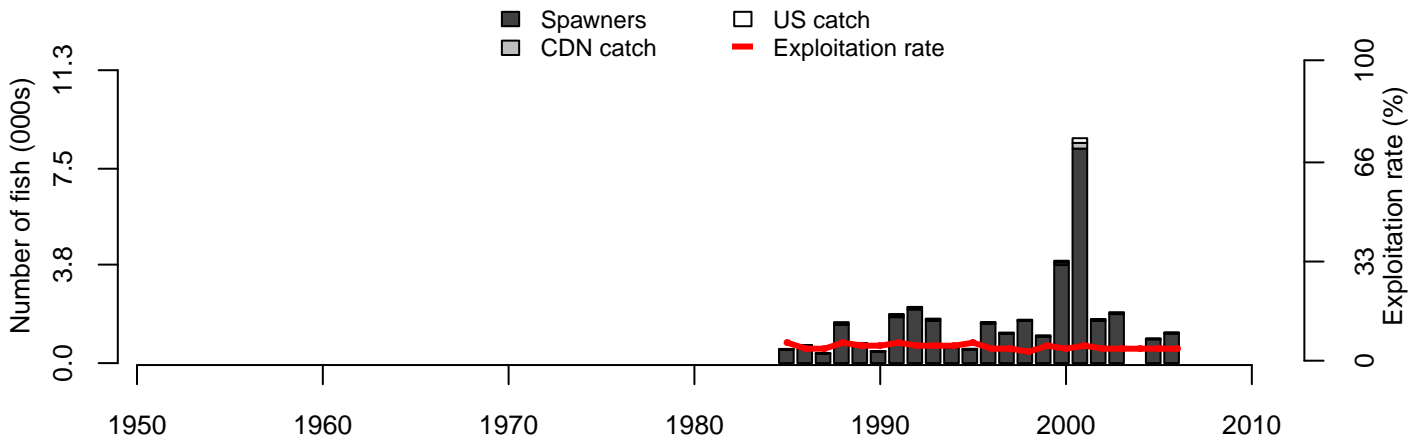 Spawners
US catch
CDN catch
Exploitation rate
Number of fish (000s)
11.3
7.5
3.8
0.0
100
66
33
0
Exploitation rate (%)
1950
1960
1970
1980
1990
2000
2010